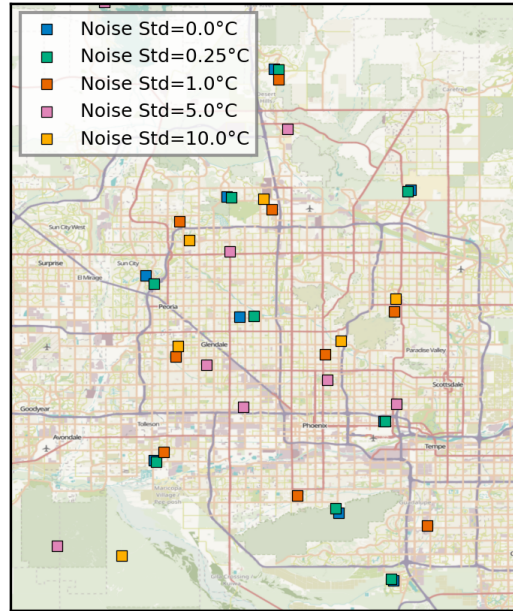 Noise Std=0.0°C
Noise Std=0.25°C
Noise Std=1.0°C
Noise Std=5.0°C
Noise Std=10.0°C
Sun City West
Surprise
Sun City
El Mirage
Peoria
Glendale
Paradise Valley
Scottsdale
Goodyear
Tolleson
Phoenix
Avondale
Tempe